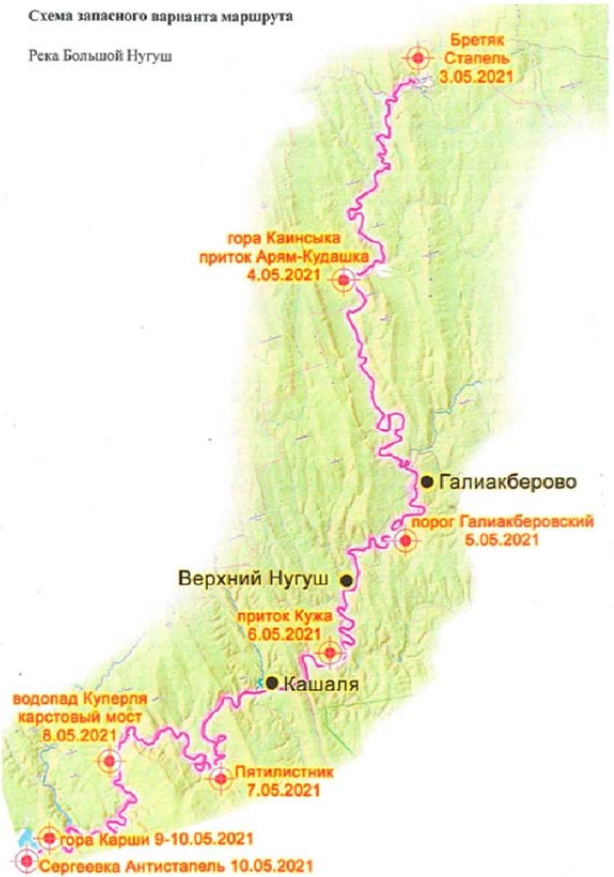 Схема запасного варианта маршрута
Река Большой Нугуш
Бретяк
Стапель
3.05.2021
гора Каинсыка
приток Арям-Кудашка
4.05.2021
Галиакберово
порог Галиакберовский
5.05.2021
Верхний Нугуш
приток Кужа
6.05.2021
Кашаля
водопад Куперля
карстовый мост
8.05.2021
Пятилистник
7.05.2021
гора Карши 9-10.05.2021
Сергеевка Антистапель 10.05.2021